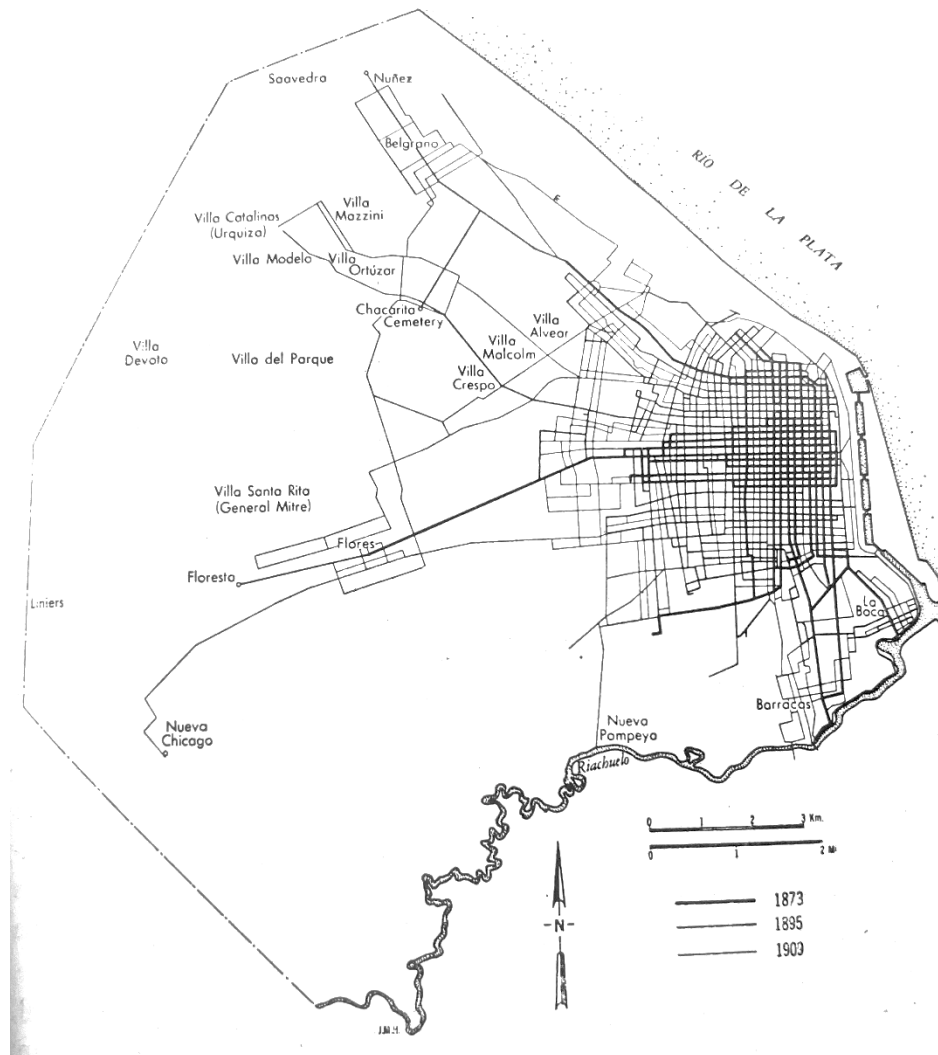 Saavedra
Nuñez
Belgrano
RÍO
DE
LA
PLATA
Villa
Mazzini
Villa Catalinas
(Urquiza)
Villa Modelo
Villa
Ortúzar
Chacarita
Cemetery
Villa
Alvear
Villa
Malcolm
Villa
Crespo
Villa
Devoto
Villa del Parque
Villa Santa Rita
(General Mitre)
Flores
Floresta
Liniers
La
Boca
Barracas
Nueva
Pompeya
Nueva
Chicago
Riachuelo
0 1 2 3 Km.
0 1 2 Mi
N
1873
1895
1903
J.M.H.